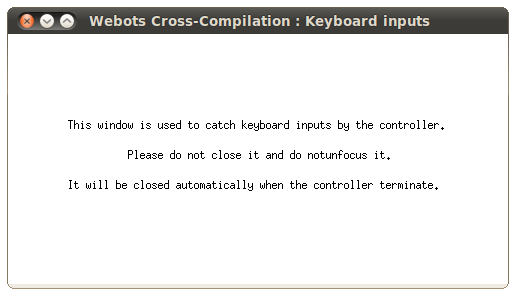 Webots Cross-Compilation : Keyboard inputs
This window is used to catch keyboard inputs by the controller.
Please do not close it and do notunfocus it.
It will be closed automatically when the controller terminate.